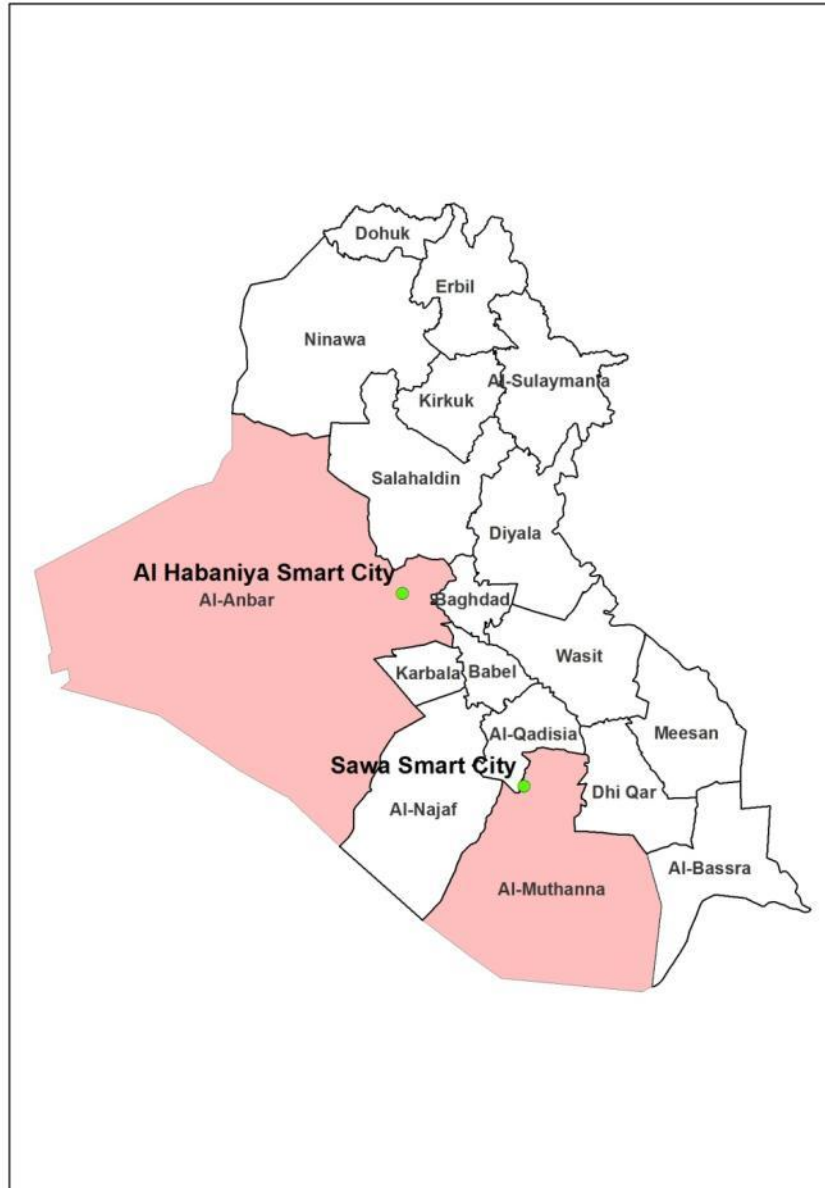 Dohuk
Erbil
Ninawa
Al-Sulaymania
Kirkuk
Salahaldin
Diyala
Al Habaniya Smart City
Al-Anbar
Baghdad
Wasit
Karbala
Babel
Al-Qadisia
Meesan
Sawa Smart City
Dhi Qar
Al-Najaf
Al-Bassra
Al-Muthanna